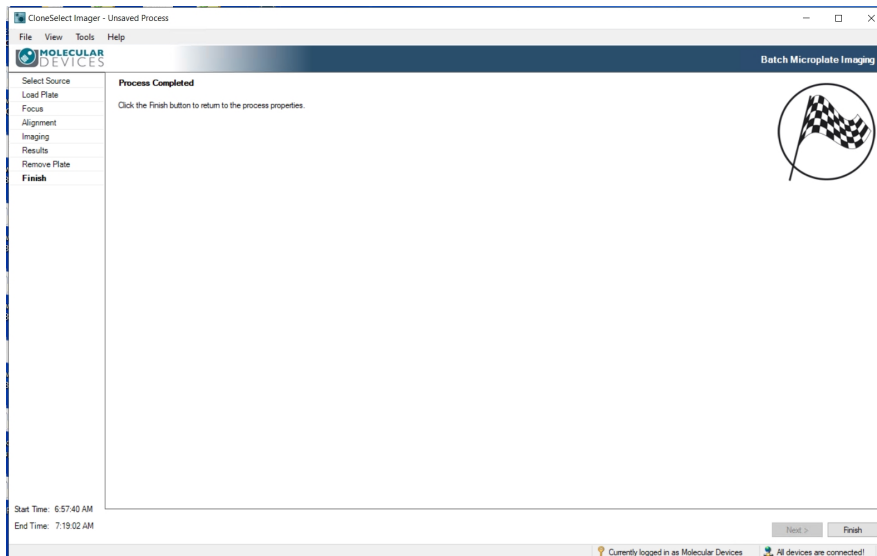 CloneSelect Imager - Unsaved Process
File View Tools Help
MOLECULAR
DEVICES
Batch Microplate Imaging
Select Source
Load Plate
Focus
Alignment
Imaging
Results
Remove Plate
Finish
Process Completed
Click the Finish button to return to the process properties.
Start Time: 6:57:40 AM
End Time: 7:19:02 AM
Next >
Finish
Currently logged in as Molecular Devices
All devices are connected!